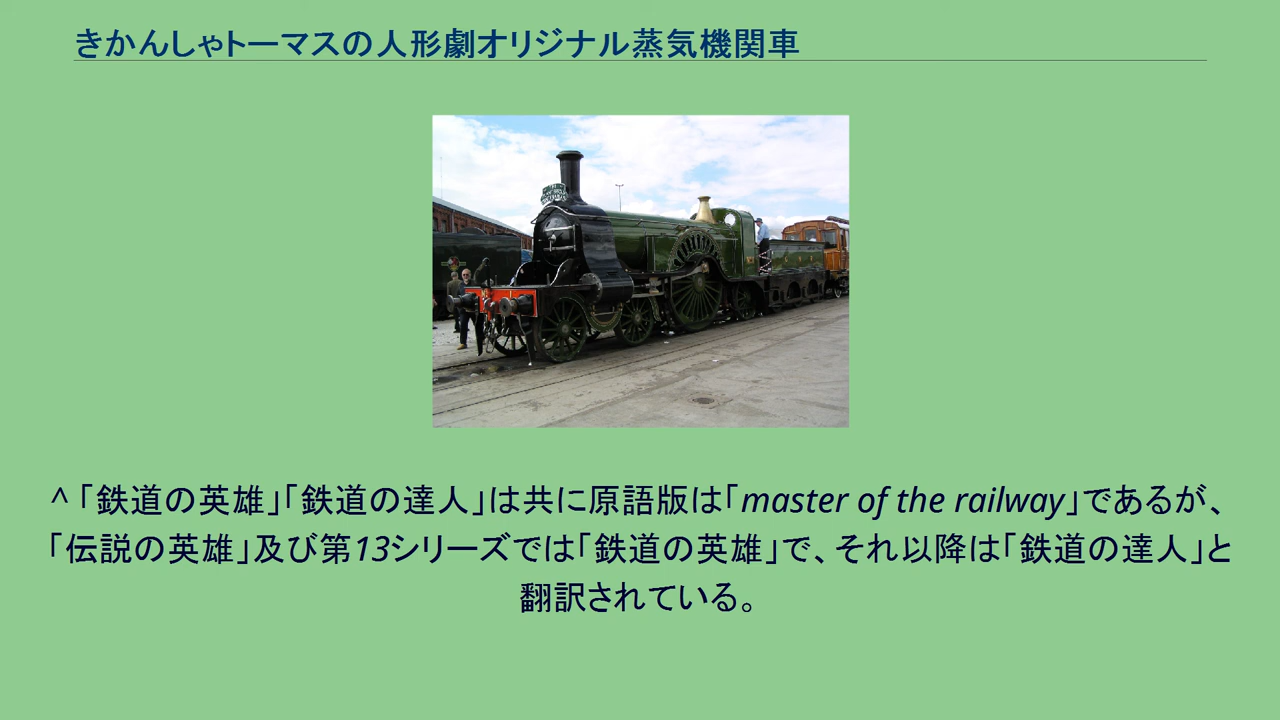 きかんしゃトーマスの人形劇オリジナル蒸気機関車
^ 「鉄道の英雄」「鉄道の達人」は共に原語版は「master of the railway」であるが、
「伝説の英雄」及び第13シリーズでは「鉄道の英雄」で、それ以降は「鉄道の達人」と
翻訳されている。